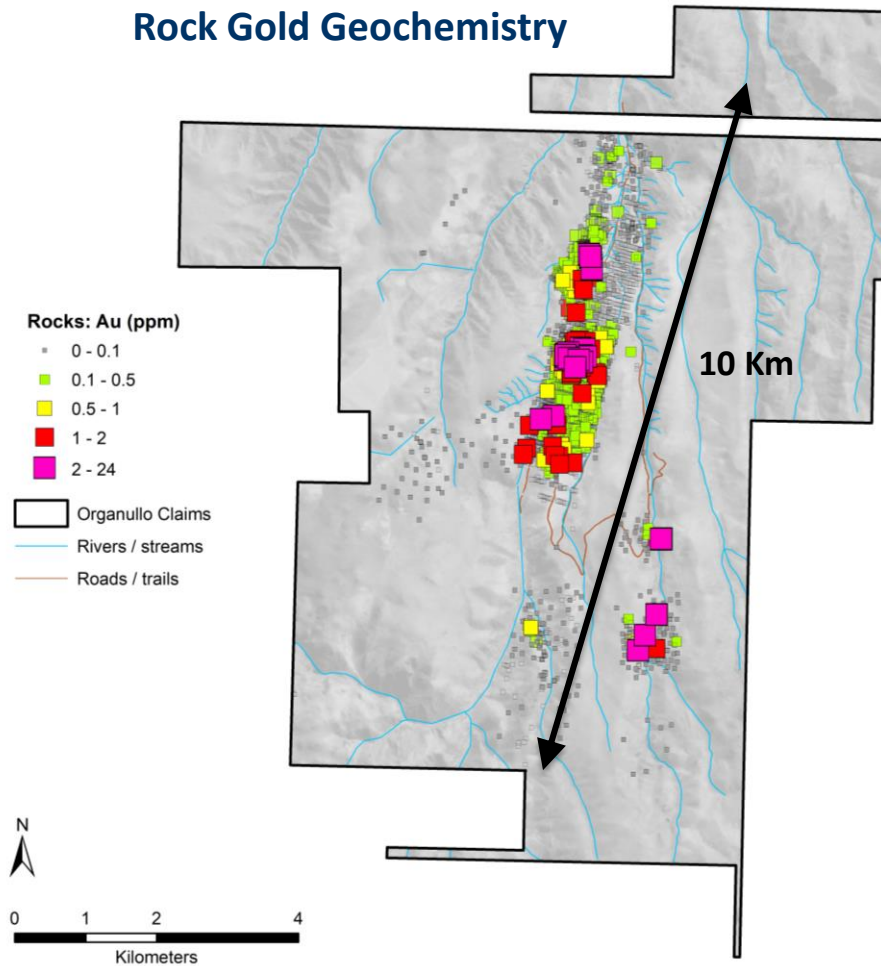 Rock Gold Geochemistry
10 Km
Rocks: Au (ppm)
0 - 0.1
0.1 - 0.5
0.5 - 1
1 - 2
2 - 24
Organullo Claims
Rivers / streams
Roads / trails
N
0 1 2 4
Kilometers